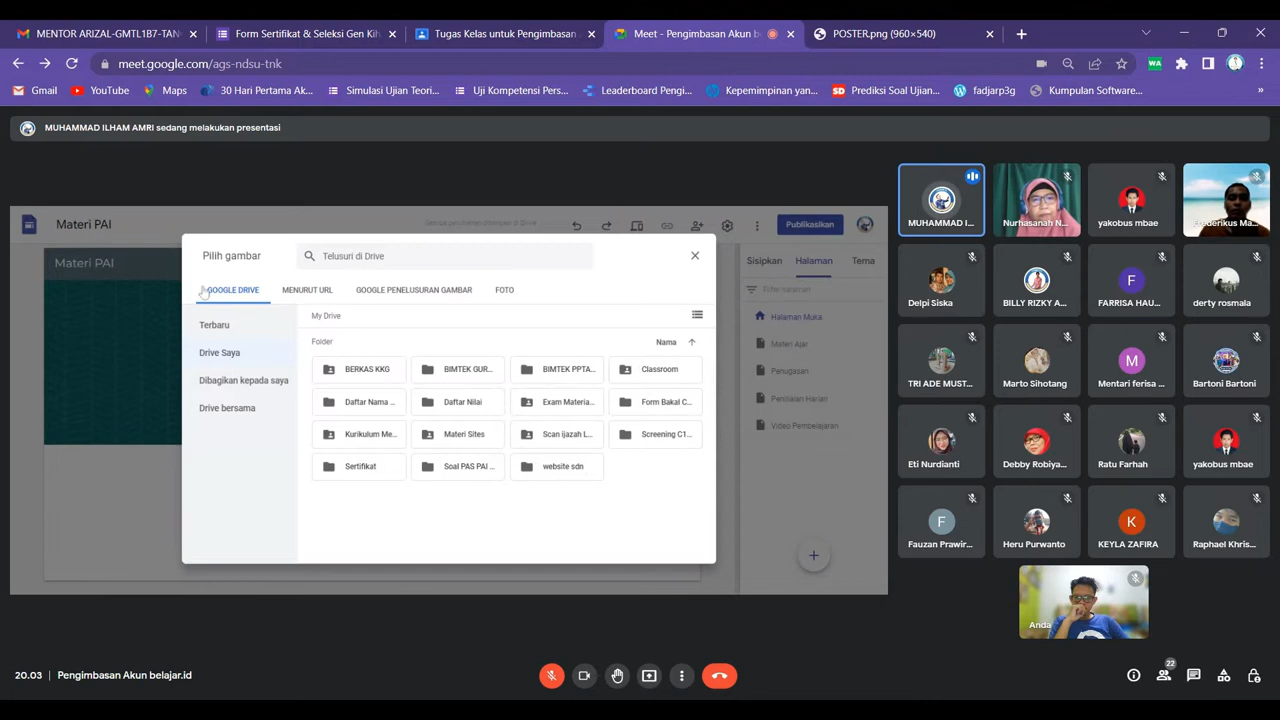 MENTOR ARIZAL-GMTL1B7-TAN
Form Sertifikat & Seleksi Gen Kih
Tugas Kelas untuk Pengimbasan
Meet - Pengimbasan Akun b
POSTER.png (960×540)
meet.google.com/ags-ndsu-tnk
WA
Gmail
YouTube
Maps
30 Hari Pertama Ak...
Simulasi Ujian Teori...
Uji Kompetensi Pers...
Leaderboard Pengi...
Kepemimpinan yan...
SD
Prediksi Soal Ujian...
fadjarp3g
Kumpulan Software...
»
MUHAMMAD ILHAM AMRI sedang melakukan presentasi
Materi PAI
Publikasikan
Materi PAI
Pilih gambar
Telusuri di Drive
GOOGLE DRIVE
MENURUT URL
GOOGLE PENELUSURAN GAMBAR
FOTO
Terbaru
Drive Saya
Dibagikan kepada saya
Drive bersama
My Drive
Folder
Nama
BERKAS KKG
BIMTEK GUR...
BIMTEK PPTA...
Classroom
Daftar Nama ...
Daftar Nilai
Exam Materia...
Form Bakal C...
Kurikulum Me...
Materi Sites
Scan ijazah L...
Screening C1...
Sertifikat
Soal PAS PAI ...
website sdn
Sisipkan
Halaman
Tema
Filter halaman
Halaman Muka
Materi Ajar
Penugasan
Penilaian Harian
Video Pembelajaran
MUHAMMAD I...
Nurhasanah N...
yakobus mbae
Frederikus Ma...
Delpi Siska
BILLY RIZKY A...
F
FARRISA HAU...
derty rosmala
TRI ADE MUST...
Marto Sihotang
M
Mentari ferisa ...
Bartoni Bartoni
Eti Nurdianti
Debby Robiya...
Ratu Farhah
yakobus mbae
F
Fauzan Prawir...
Heru Purwanto
K
KEYLA ZAFIRA
Raphael Khris...
Anda
20.03
Pengimbasan Akun belajar.id
22